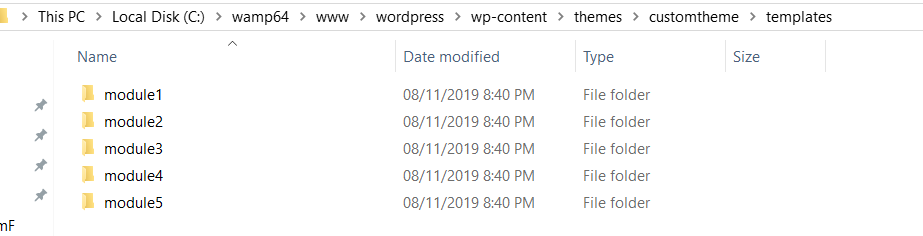 This PC > Local Disk (C:) > wamp64 > www > wordpress > wp-content > themes > customtheme > templates
Name Date modified Type Size
module1 08/11/2019 8:40 PM File folder
module2 08/11/2019 8:40 PM File folder
module3 08/11/2019 8:40 PM File folder
module4 08/11/2019 8:40 PM File folder
module5 08/11/2019 8:40 PM File folder
mF